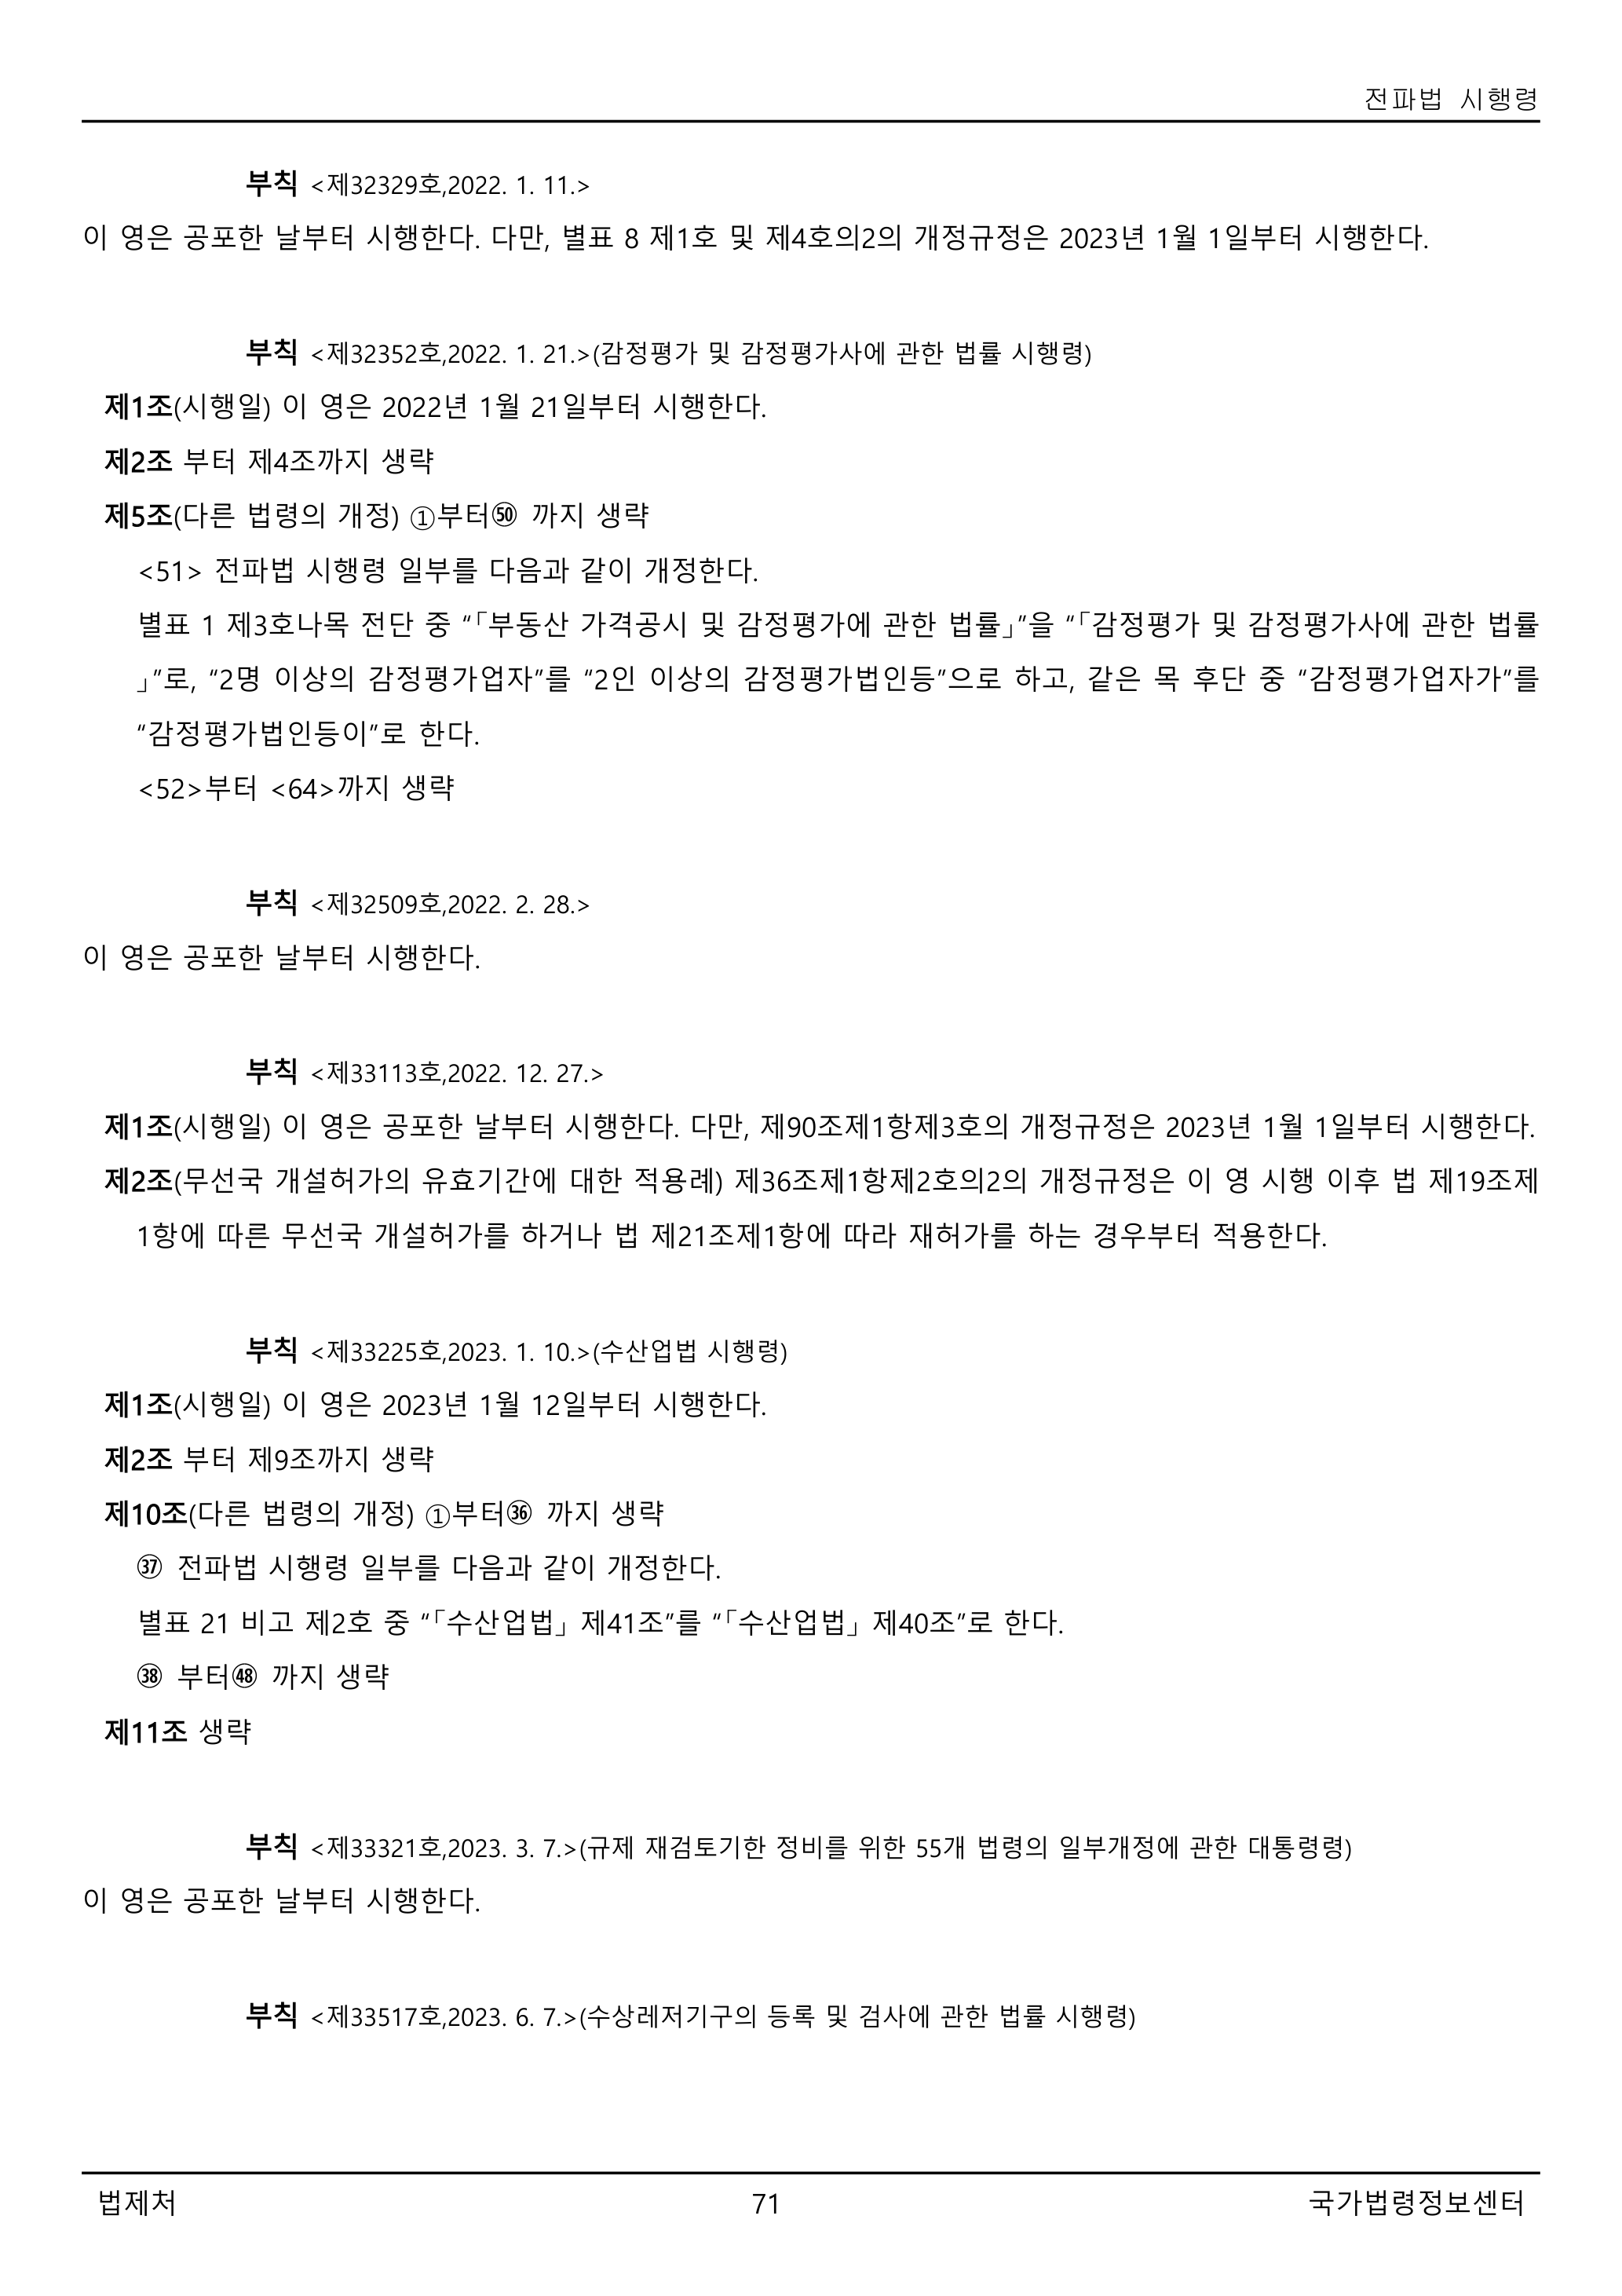 전파법 시행령
부칙 <제32329호,2022. 1. 11.>
이 영은 공포한 날부터 시행한다. 다만, 별표 8 제1호 및 제4호의2의 개정규정은 2023년 1월 1일부터 시행한다.
부칙 <제32352호,2022. 1. 21.>(감정평가 및 감정평가사에 관한 법률 시행령)
제1조(시행일) 이 영은 2022년 1월 21일부터 시행한다.
제2조 부터 제4조까지 생략
제5조(다른 법령의 개정) ①부터㊿ 까지 생략
<51> 전파법 시행령 일부를 다음과 같이 개정한다.
별표 1 제3호나목 전단 중 “「부동산 가격공시 및 감정평가에 관한 법률」”을 “「감정평가 및 감정평가사에 관한 법률
」”로, “2명 이상의 감정평가업자”를 “2인 이상의 감정평가법인등”으로 하고, 같은 목 후단 중 “감정평가업자가”를
“감정평가법인등이”로 한다.
<52>부터 <64>까지 생략
부칙 <제32509호,2022. 2. 28.>
이 영은 공포한 날부터 시행한다.
부칙 <제33113호,2022. 12. 27.>
제1조(시행일) 이 영은 공포한 날부터 시행한다. 다만, 제90조제1항제3호의 개정규정은 2023년 1월 1일부터 시행한다.
제2조(무선국 개설허가의 유효기간에 대한 적용례) 제36조제1항제2호의2의 개정규정은 이 영 시행 이후 법 제19조제
1항에 따른 무선국 개설허가를 하거나 법 제21조제1항에 따라 재허가를 하는 경우부터 적용한다.
부칙 <제33225호,2023. 1. 10.>(수산업법 시행령)
제1조(시행일) 이 영은 2023년 1월 12일부터 시행한다.
제2조 부터 제9조까지 생략
제10조(다른 법령의 개정) ①부터㊱ 까지 생략
㊲ 전파법 시행령 일부를 다음과 같이 개정한다.
별표 21 비고 제2호 중 “「수산업법」 제41조”를 “「수산업법」 제40조”로 한다.
㊳ 부터㊽ 까지 생략
제11조 생략
부칙 <제33321호,2023. 3. 7.>(규제 재검토기한 정비를 위한 55개 법령의 일부개정에 관한 대통령령)
이 영은 공포한 날부터 시행한다.
부칙 <제33517호,2023. 6. 7.>(수상레저기구의 등록 및 검사에 관한 법률 시행령)
법제처 71 국가법령정보센터